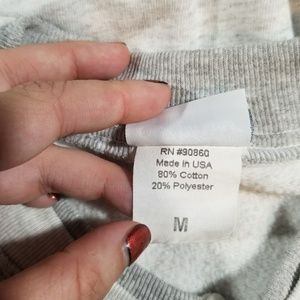 RN #90860
Made in USA
80% Cotton
20% Polyester
M